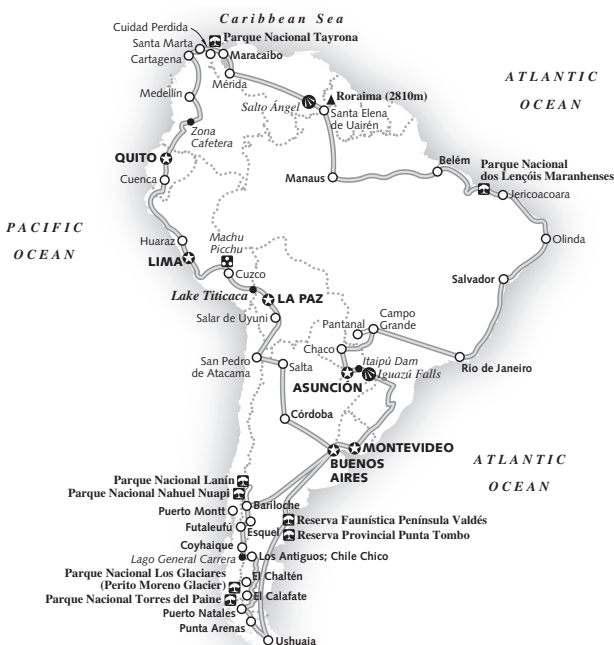 Caribbean Sea
Cuidad Perdida
Parque Nacional Tayrona
Santa Marta
Cartagena
Maracaibo
Mérida
ATLANTIC
OCEAN
Medellín
Salto Ángel
Roraima (2810m)
Santa Elena
de Uairén
Zona
Cafetera
QUITO
Cuenca
Manaus
Belém
Parque Nacional
dos Lençóis Maranhenses
Jericoacoara
PACIFIC
OCEAN
Huaraz
LIMA
Machu
Picchu
Cuzco
Olinda
Lake Titicaca
LA PAZ
Salvador
Salar de Uyuni
Pantanal
Campo
Grande
Chaco
San Pedro
de Atacama
Salta
Itaipú Dam
Iguazú Falls
ASUNCIÓN
Rio de Janeiro
Córdoba
MONTEVIDEO
BUENOS
AIRES
ATLANTIC
OCEAN
Parque Nacional Lanín
Parque Nacional Nahuel Nuapi
Bariloche
Puerto Montt
Futaleufú
Esquel
Reserva Faunística Península Valdés
Reserva Provincial Punta Tombo
Coyhaique
Lago General Carrera
Los Antiguos; Chile Chico
Parque Nacional Los Glaciares
(Perito Moreno Glacier)
El Chaltén
Parque Nacional Torres del Paine
El Calafate
Puerto Natales
Punta Arenas
Ushuaia